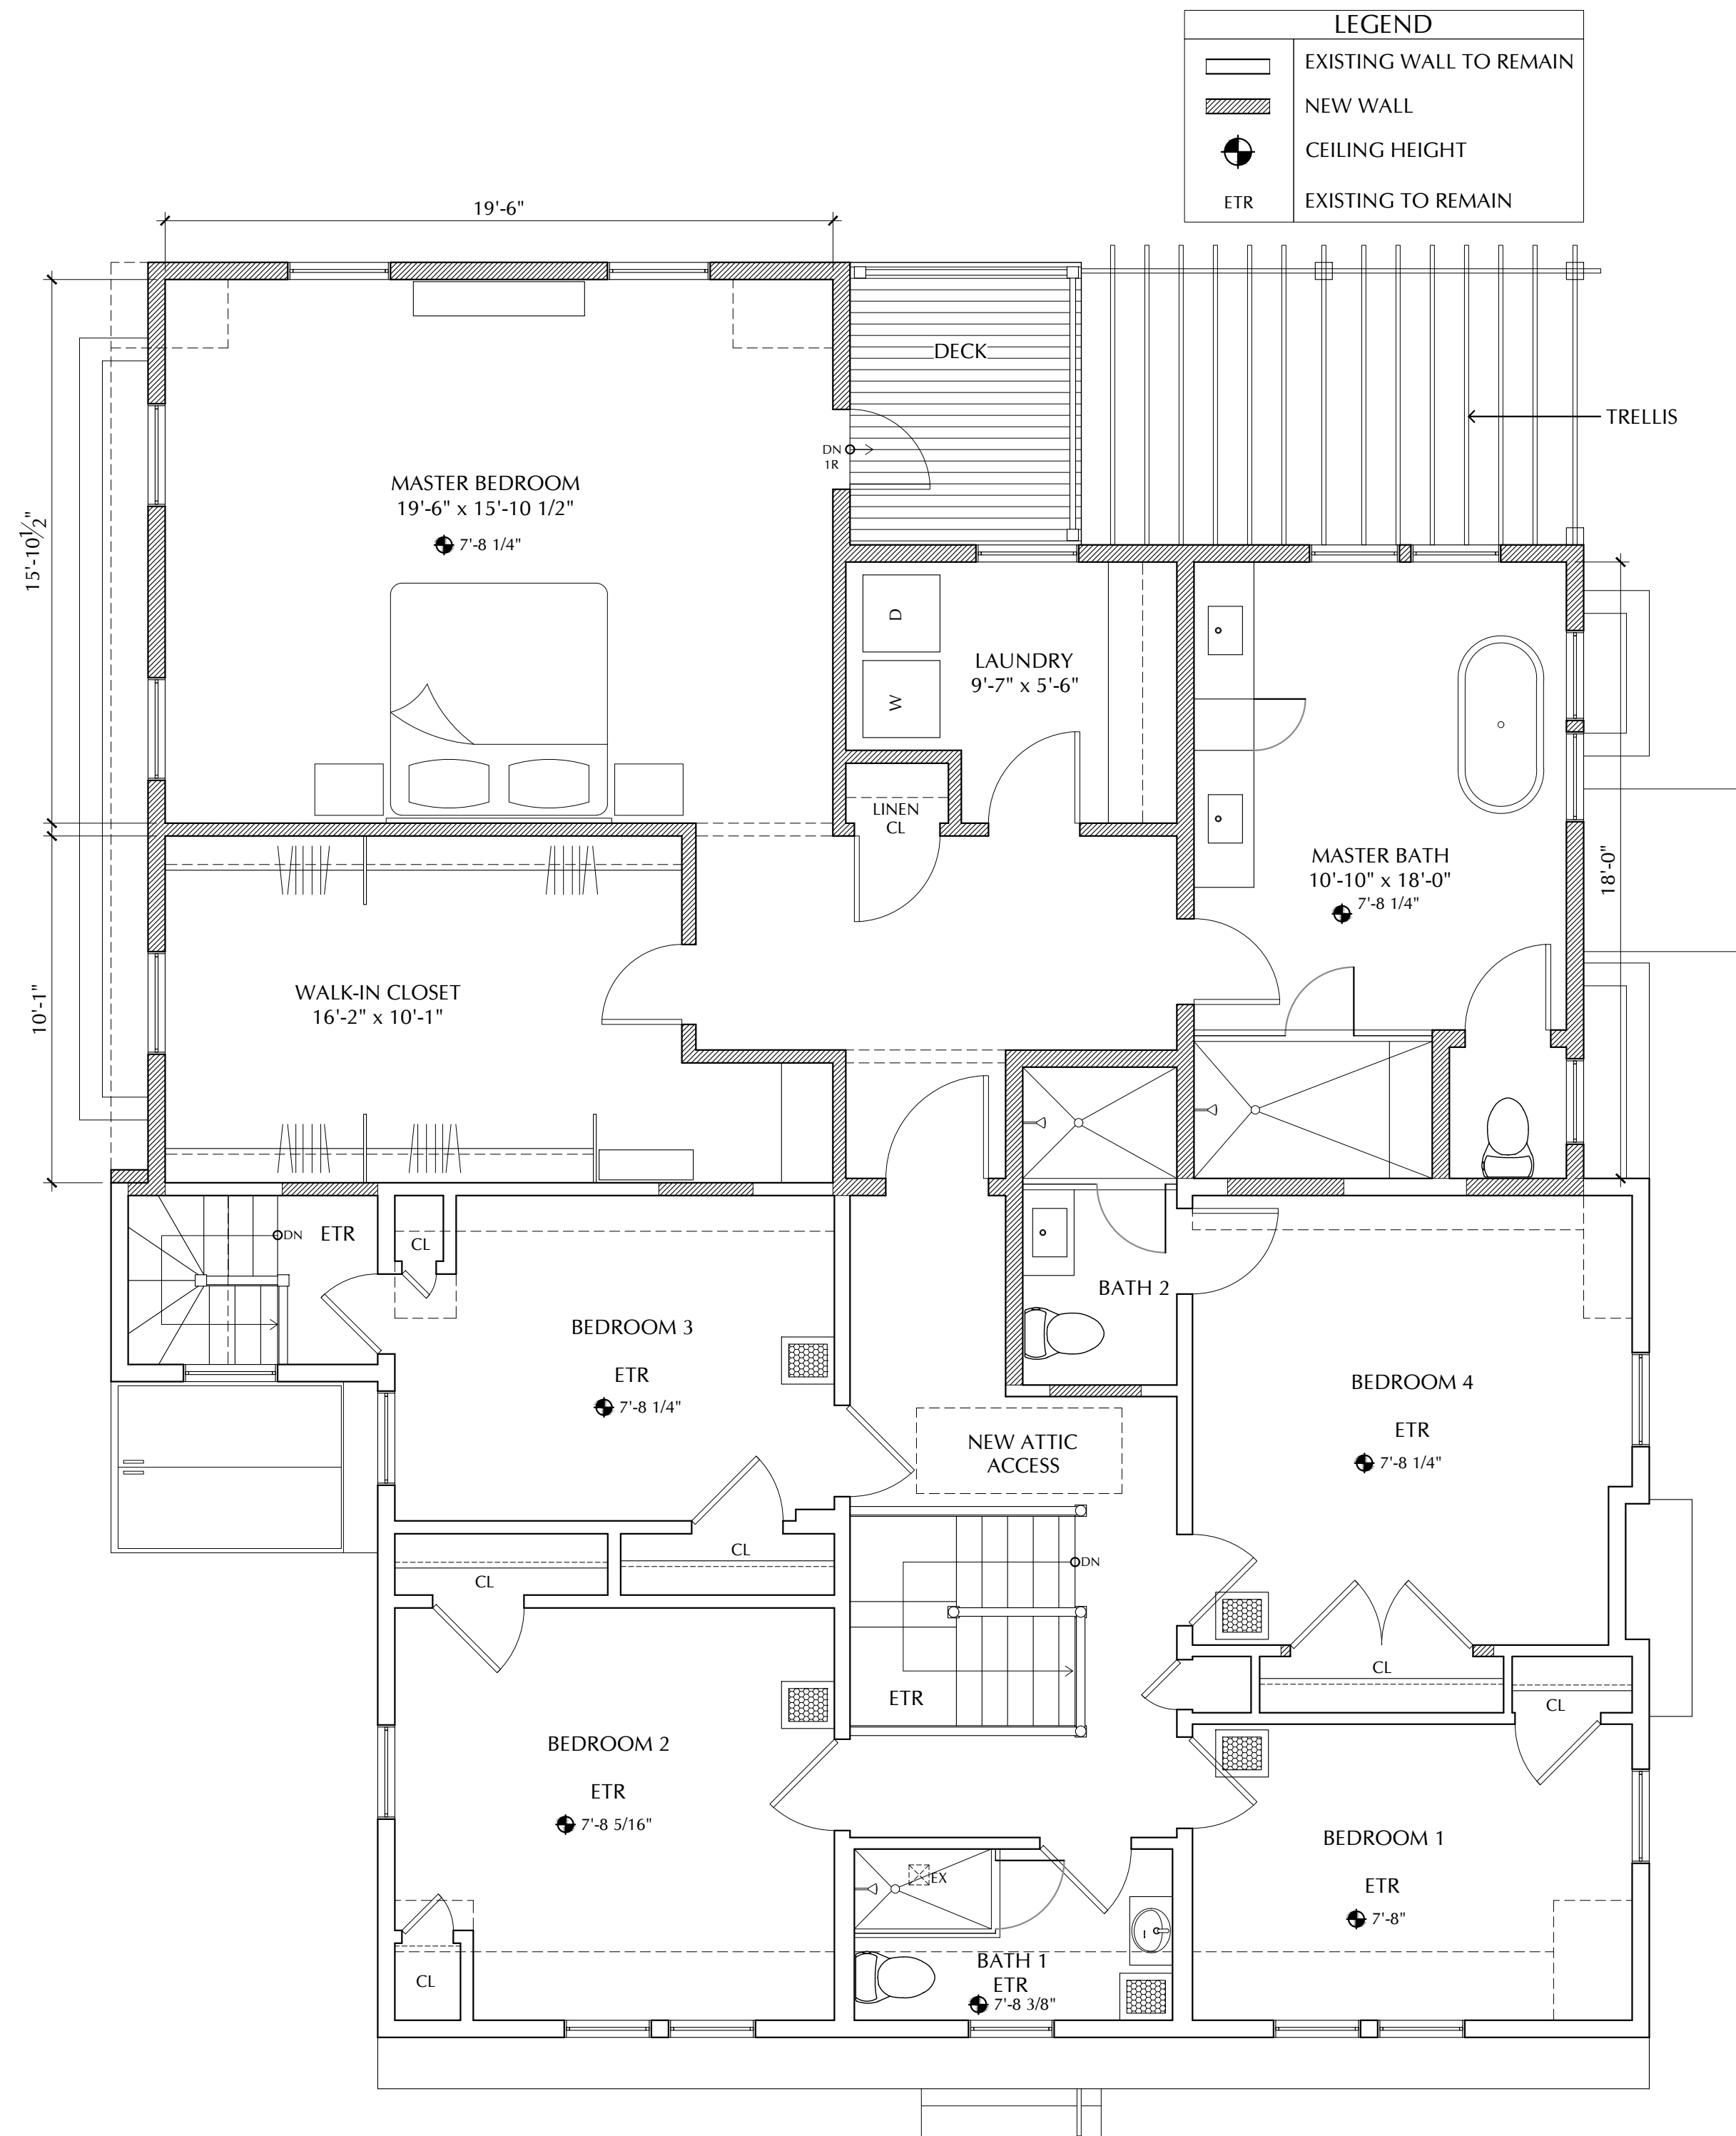 LEGEND
EXISTING WALL TO REMAIN
NEW WALL
CEILING HEIGHT
ETR EXISTING TO REMAIN
19'-6"
DECK
TRELLIS
DN
1R
MASTER BEDROOM
19'-6" x 15'-10 1/2"
7'-8 1/4"
15'-10 1/2"
D
W
LAUNDRY
9'-7" x 5'-6"
LINEN
CL
MASTER BATH
10'-10" x 18'-0"
7'-8 1/4"
18'-0"
10'-1"
WALK-IN CLOSET
16'-2" x 10'-1"
DN
ETR
CL
BATH 2
BEDROOM 3
ETR
7'-8 1/4"
BEDROOM 4
ETR
7'-8 1/4"
NEW ATTIC
ACCESS
CL
CL
DN
ETR
CL
CL
BEDROOM 2
ETR
7'-8 5/16"
BEDROOM 1
ETR
7'-8"
EX
CL
BATH 1
ETR
7'-8 3/8"